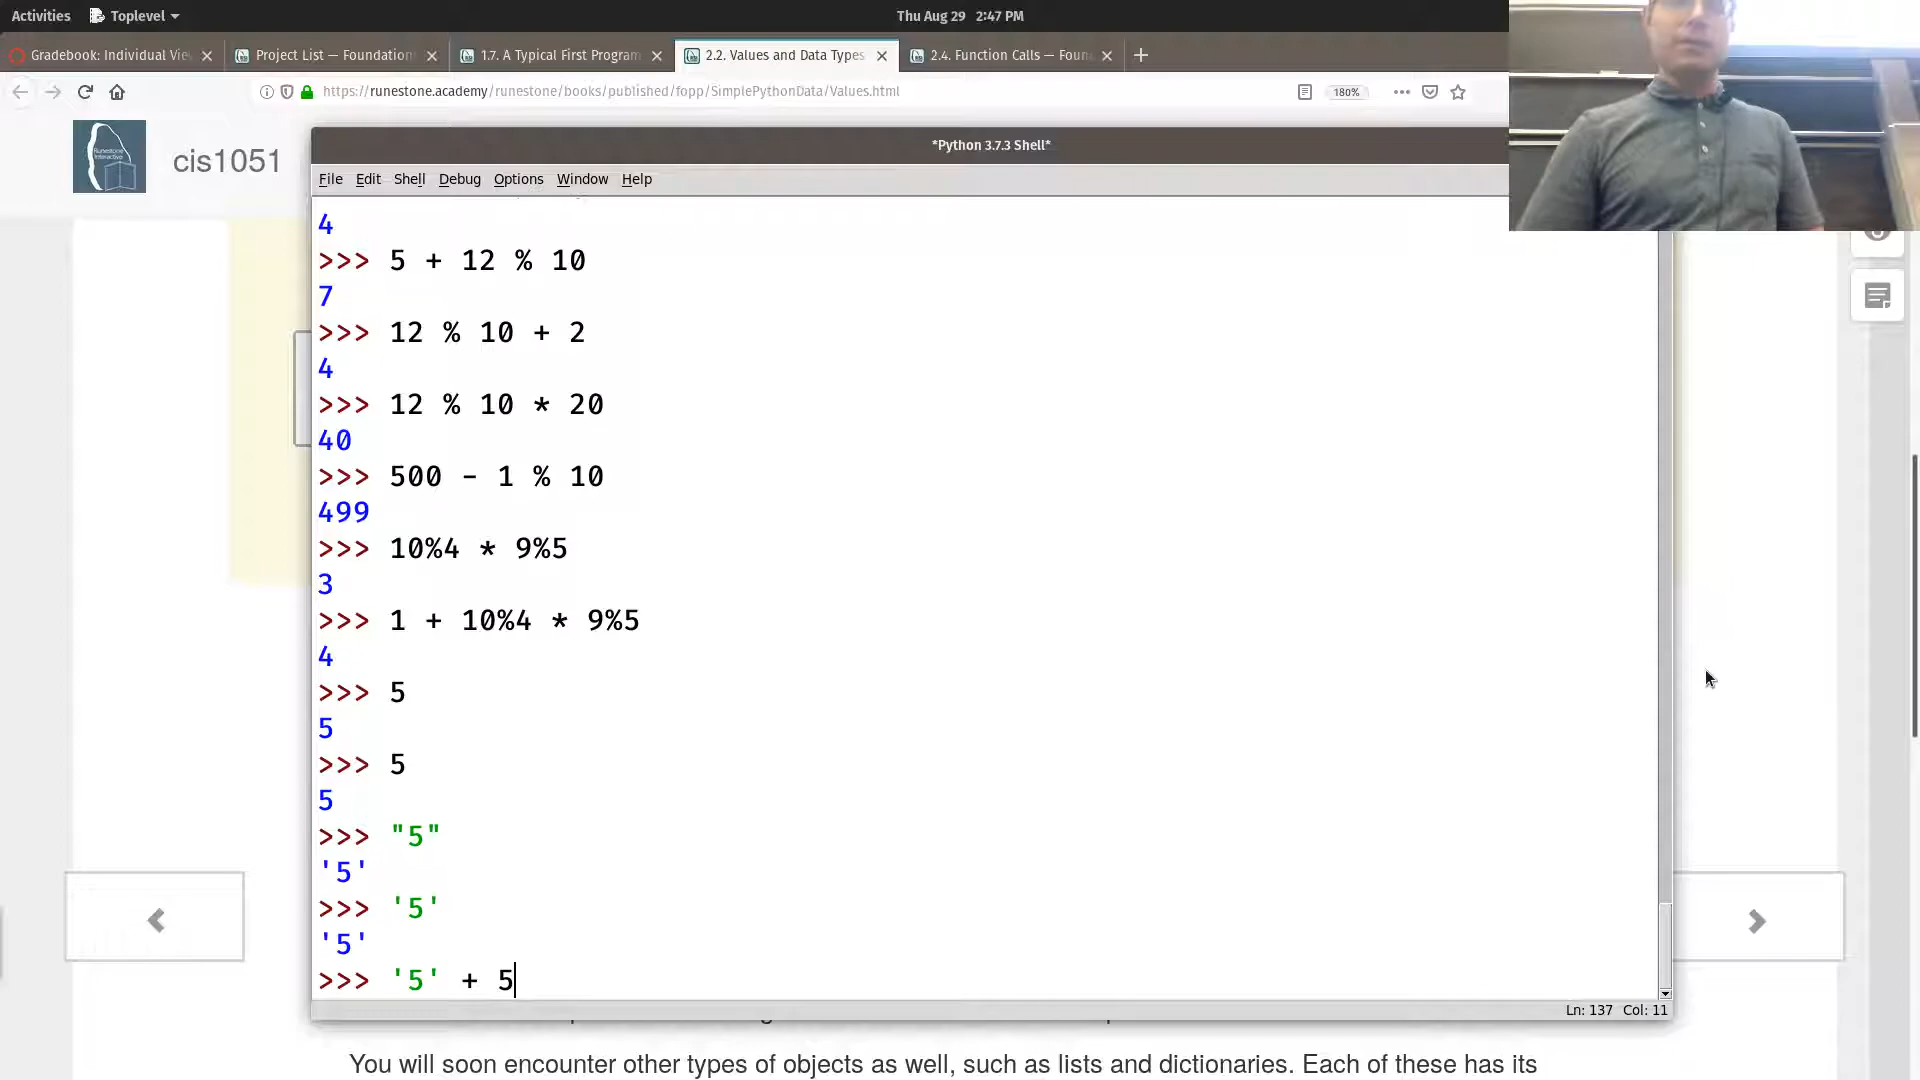 Activities
Toplevel
Thu Aug 29 2:47 PM
Gradebook: Individual Vie
Project List — Foundation
1.7. A Typical First Program
2.2. Values and Data Types
2.4. Function Calls — Foun
https://runestone.academy/runestone/books/published/fopp/SimplePythonData/Values.html
180%
Runestone
Interactive
cis1051
*Python 3.7.3 Shell*
File Edit Shell Debug Options Window Help
4
>>> 5 + 12 % 10
7
>>> 12 % 10 + 2
4
>>> 12 % 10 * 20
40
>>> 500 - 1 % 10
499
>>> 10%4 * 9%5
3
>>> 1 + 10%4 * 9%5
4
>>> 5
5
>>> 5
5
>>> "5"
'5'
>>> '5'
'5'
>>> '5' + 5
Ln: 137 Col: 11
You will soon encounter other types of objects as well, such as lists and dictionaries. Each of these has its